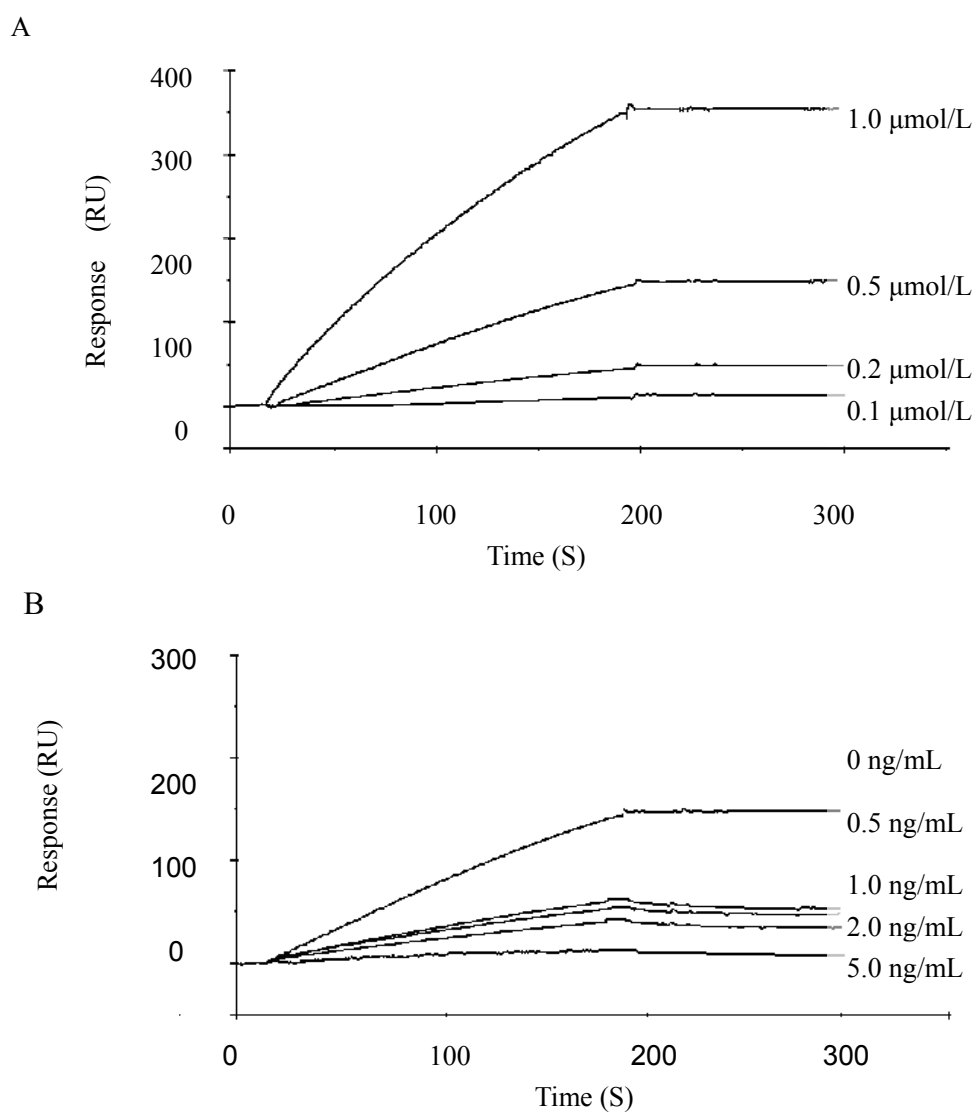 A
400
300
200
100
0
Response (RU)
1.0 μmol/L
0.5 μmol/L
0.2 μmol/L
0.1 μmol/L
0 100 200 300
Time (S)
B
300
200
100
0
Response (RU)
0 ng/mL
0.5 ng/mL
1.0 ng/mL
2.0 ng/mL
5.0 ng/mL
0 100 200 300
Time (S)